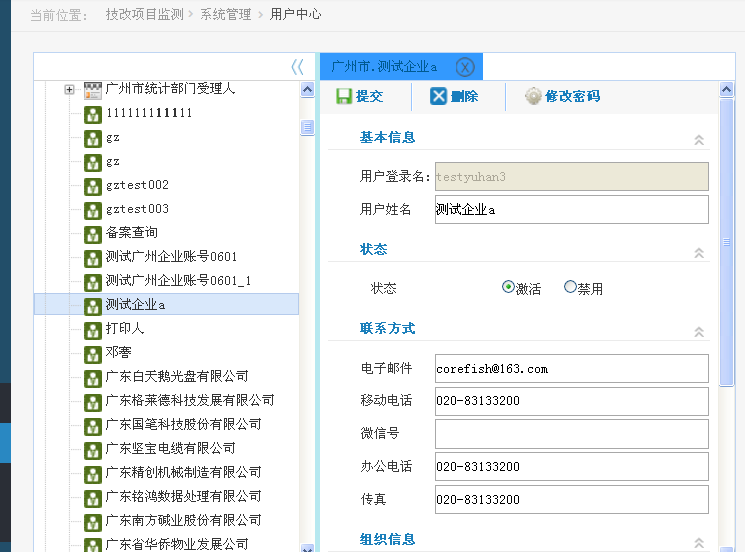 当前位置： 技改项目监测 > 系统管理 > 用户中心
广州市统计部门受理人
111111111111
gz
gz
gztest002
gztest003
备案查询
测试广州企业账号0601
测试广州企业账号0601_1
测试企业a
打印人
邓謇
广东白天鹅光盘有限公司
广东格莱德科技发展有限公司
广东国笔科技股份有限公司
广东坚宝电缆有限公司
广东精创机械制造有限公司
广东铭鸿数据处理有限公司
广东南方碱业股份有限公司
广东省华侨物业发展公司
广州市.测试企业a
提交 删除 修改密码
基本信息
用户登录名: testyuhan3
用户姓名 测试企业a
状态
状态 激活 禁用
联系方式
电子邮件 corefish@163.com
移动电话 020-83133200
微信号
办公电话 020-83133200
传真 020-83133200
组织信息